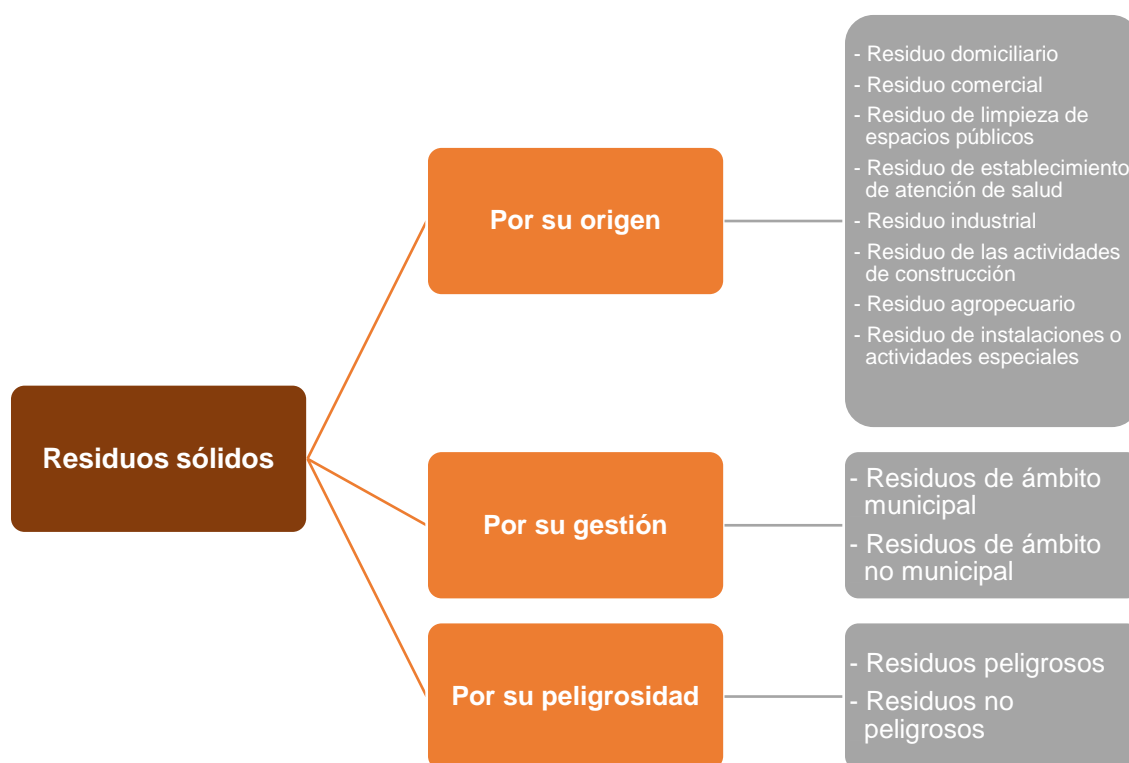 Residuos sólidos
Por su origen
- Residuo domiciliario
- Residuo comercial
- Residuo de limpieza de
espacios públicos
- Residuo de establecimiento
de atención de salud
- Residuo industrial
- Residuo de las actividades
de construcción
- Residuo agropecuario
- Residuo de instalaciones o
actividades especiales
Por su gestión
- Residuos de ámbito
municipal
- Residuos de ámbito
no municipal
Por su peligrosidad
- Residuos peligrosos
- Residuos no
peligrosos